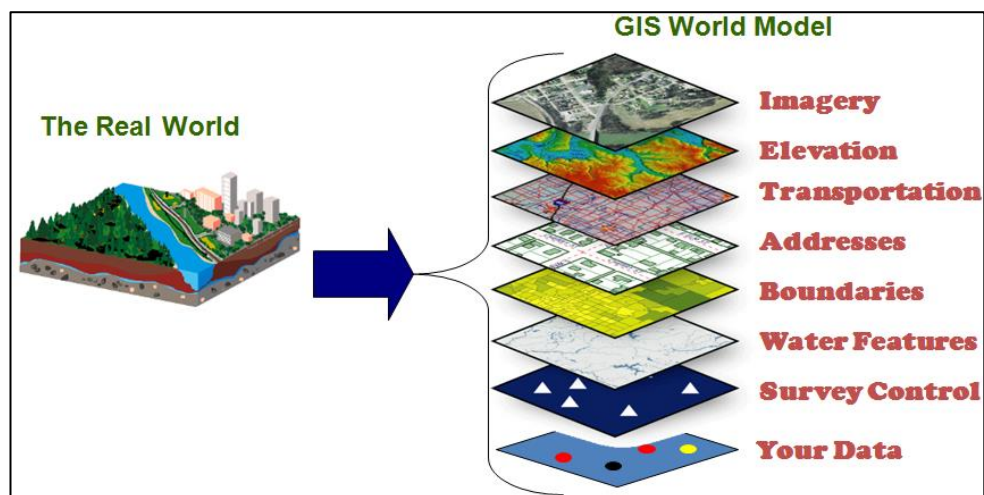 GIS World Model
The Real World
Imagery
Elevation
Transportation
Addresses
Boundaries
Water Features
Survey Control
Your Data